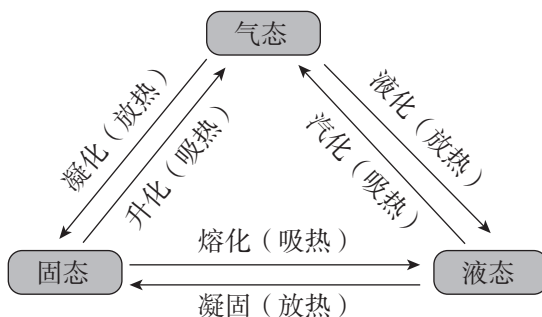 气态
凝化（放热）
升化（吸热）
液化（放热）
汽化（吸热）
熔化（吸热）
固态
液态
凝固（放热）